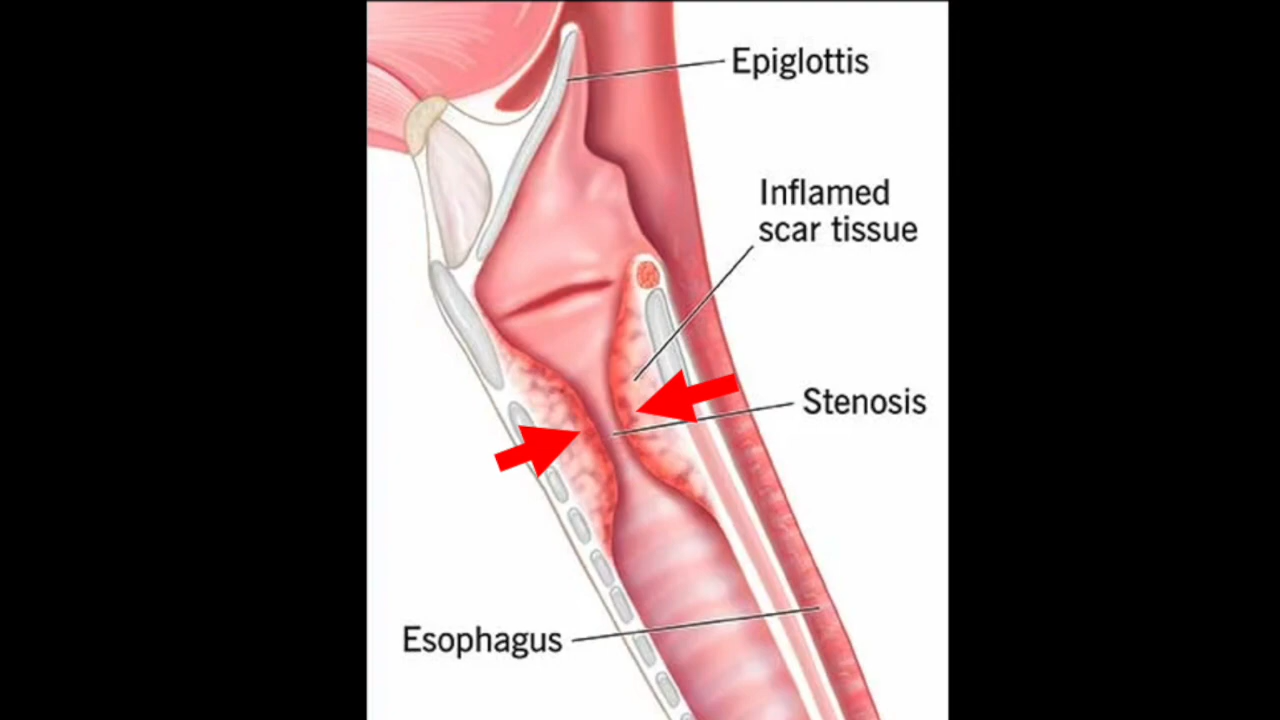 Epiglottis
Inflamed
scar tissue
Stenosis
Esophagus